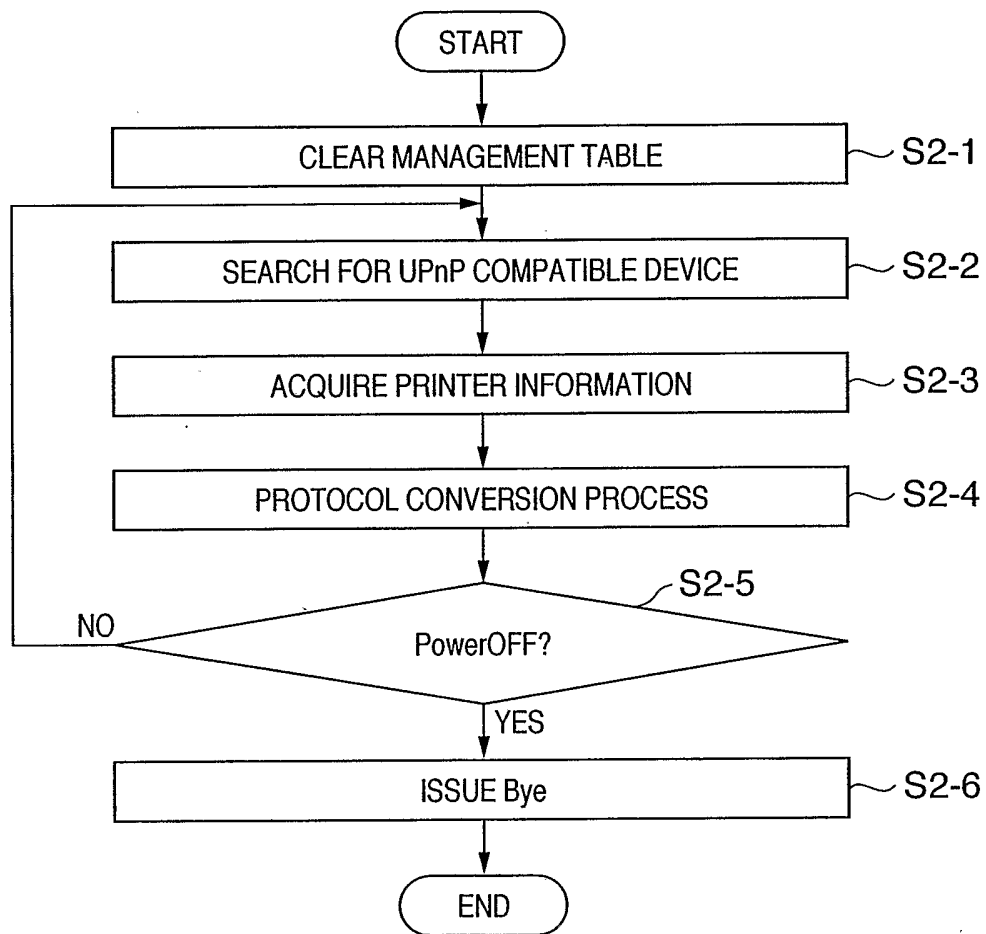 START
CLEAR MANAGEMENT TABLE
S2-1
SEARCH FOR UPnP COMPATIBLE DEVICE
S2-2
ACQUIRE PRINTER INFORMATION
S2-3
PROTOCOL CONVERSION PROCESS
S2-4
S2-5
NO
PowerOFF?
YES
ISSUE Bye
S2-6
END